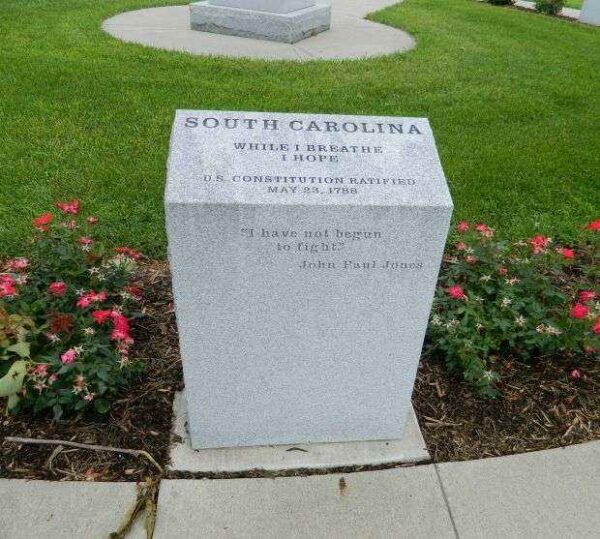 SOUTH CAROLINA
WHILE I BREATHE
I HOPE
U.S. CONSTITUTION RATIFIED
MAY 23, 1788
"I have not begun
to fight."
John Paul Jones